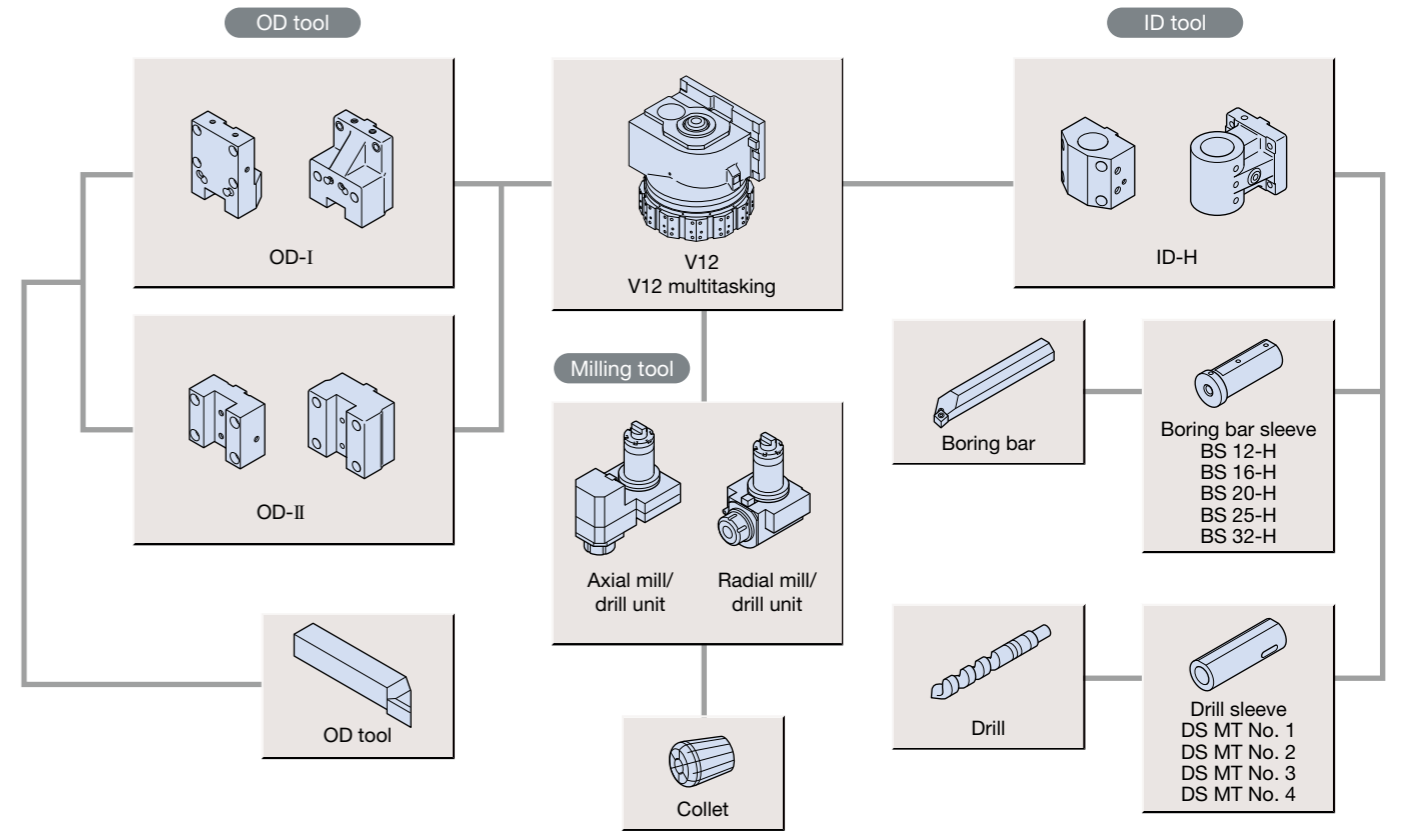 OD tool
ID tool
OD-I
V12
V12 multitasking
ID-H
OD-II
Milling tool
Axial mill/
drill unit
Radial mill/
drill unit
Boring bar
Boring bar sleeve
BS 12-H
BS 16-H
BS 20-H
BS 25-H
BS 32-H
OD tool
Collet
Drill
Drill sleeve
DS MT No. 1
DS MT No. 2
DS MT No. 3
DS MT No. 4